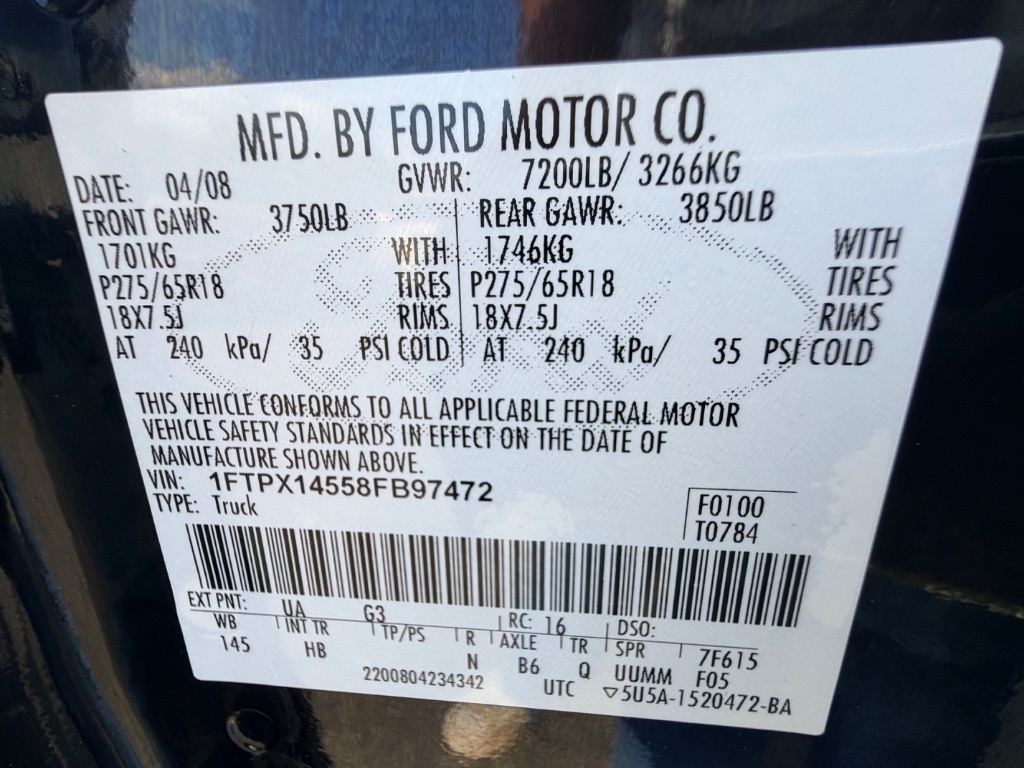 MFD. BY FORD MOTOR CO.
DATE: 04/08 GVWR: 7200LB/ 3266KG
FRONT GAWR: 3750LB REAR GAWR: 3850LB
1701KG WITH 1746KG WITH
P275/65R18 TIRES P275/65R18 TIRES
18X7.5J RIMS 18X7.5J RIMS
AT 240 kPa/ 35 PSI COLD AT 240 kPa/ 35 PSI COLD
THIS VEHICLE CONFORMS TO ALL APPLICABLE FEDERAL MOTOR
VEHICLE SAFETY STANDARDS IN EFFECT ON THE DATE OF
MANUFACTURE SHOWN ABOVE.
VIN: 1FTPX14558FB97472
TYPE: Truck
F0100
T0784
EXT PNT: UA G3 RC: 16 DSO:
WB INT TR TP/PS R AXLE TR SPR 7F615
145 HB N B6 Q UUMM F05
2200804234342 UTC ▽5U5A-1520472-BA